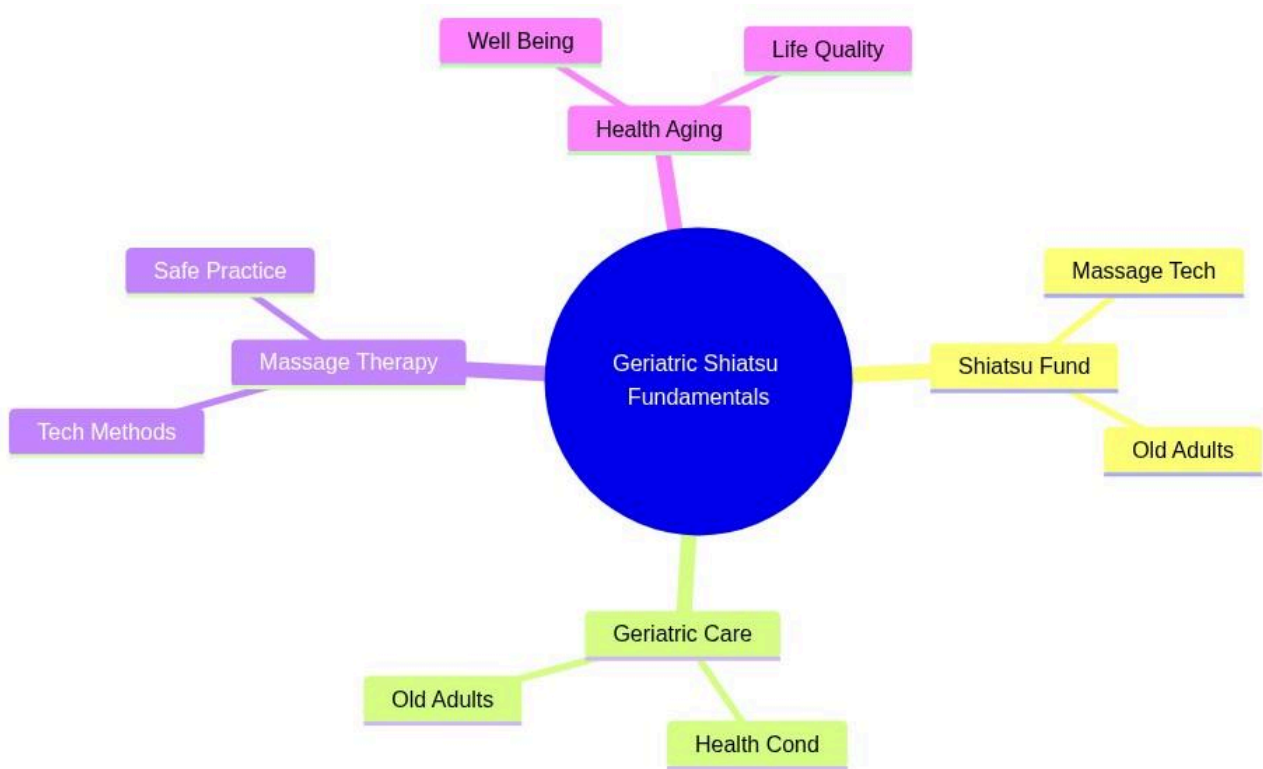 Well Being
Life Quality
Health Aging
Safe Practice
Massage Therapy
Tech Methods
Geriatric Shiatsu
Fundamentals
Massage Tech
Shiatsu Fund
Old Adults
Geriatric Care
Old Adults
Health Cond